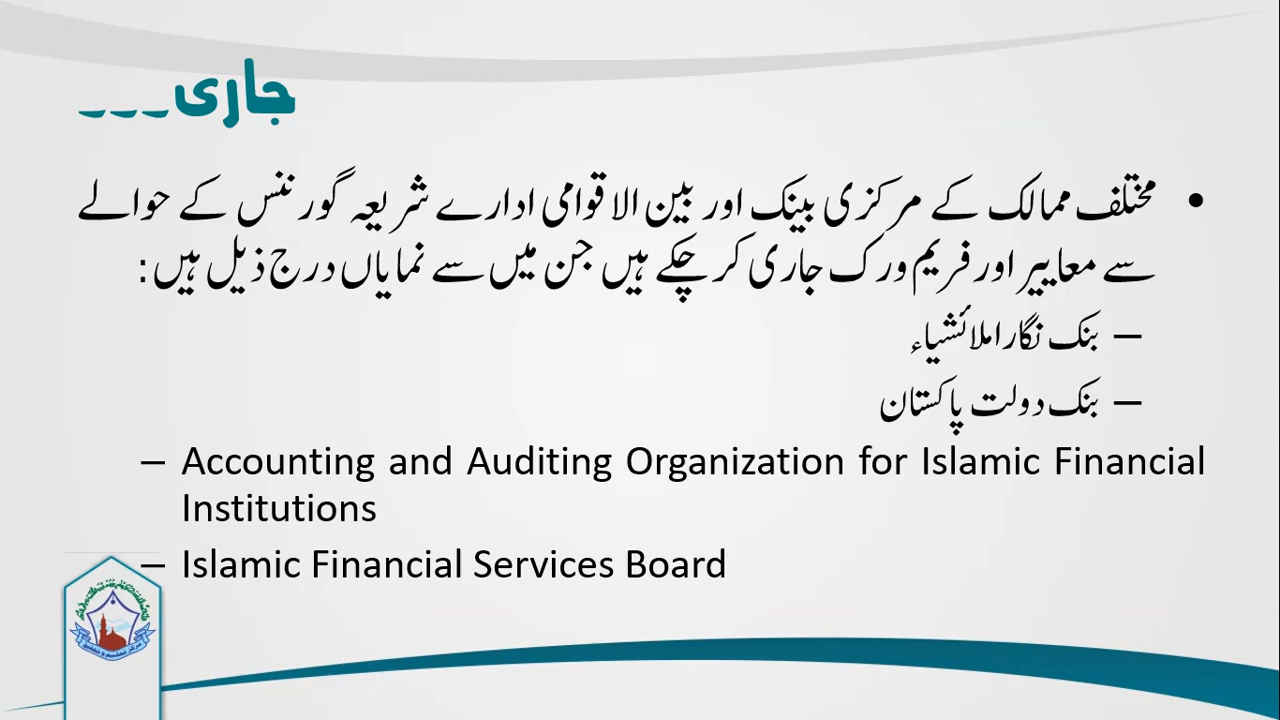 جاری۔۔۔
• مختلف ممالک کے مرکزی بینک اور بین الاقوامی ادارے شریعہ گورننس کے حوالے
سے معاییر اور فریم ورک جاری کر چکے ہیں جن میں سے نمایاں درج ذیل ہیں:
– بنک نگارا ملائشیاء
– بنک دولت پاکستان
– Accounting and Auditing Organization for Islamic Financial
Institutions
– Islamic Financial Services Board